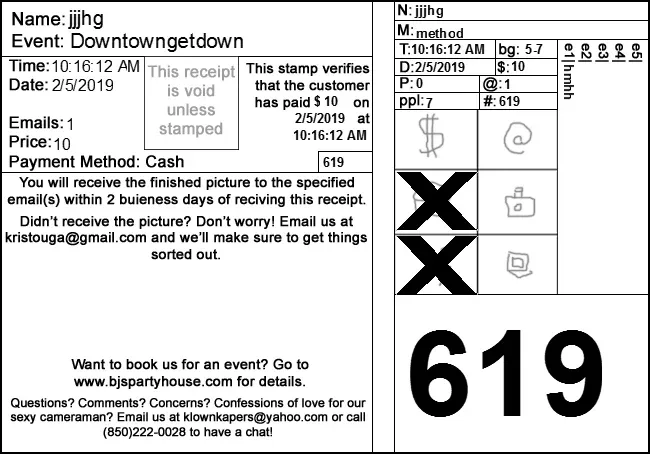 Name: jjjhg
Event: Downtowngetdown
Time: 10:16:12 AM
Date: 2/5/2019
Emails: 1
Price: 10
Payment Method: Cash
This receipt
is void
unless
stamped
This stamp verifies
that the customer
has paid $ 10 on
2/5/2019 at
10:16:12 AM
619
You will receive the finished picture to the specified
email(s) within 2 buieness days of reciving this receipt.
Didn't receive the picture? Don't worry! Email us at
kristouga@gmail.com and we'll make sure to get things
sorted out.
Want to book us for an event? Go to
www.bjspartyhouse.com for details.
Questions? Comments? Concerns? Confessions of love for our
sexy cameraman? Email us at klownkapers@yahoo.com or call
(850)222-0028 to have a chat!
N: jjjhg
M: method
T: 10:16:12 AM bg: 5-7
D: 2/5/2019 $: 10
P: 0 @: 1
ppl: 7 #: 619
e1| hmhh
e2|
e3|
e4|
e5|
$ @
619